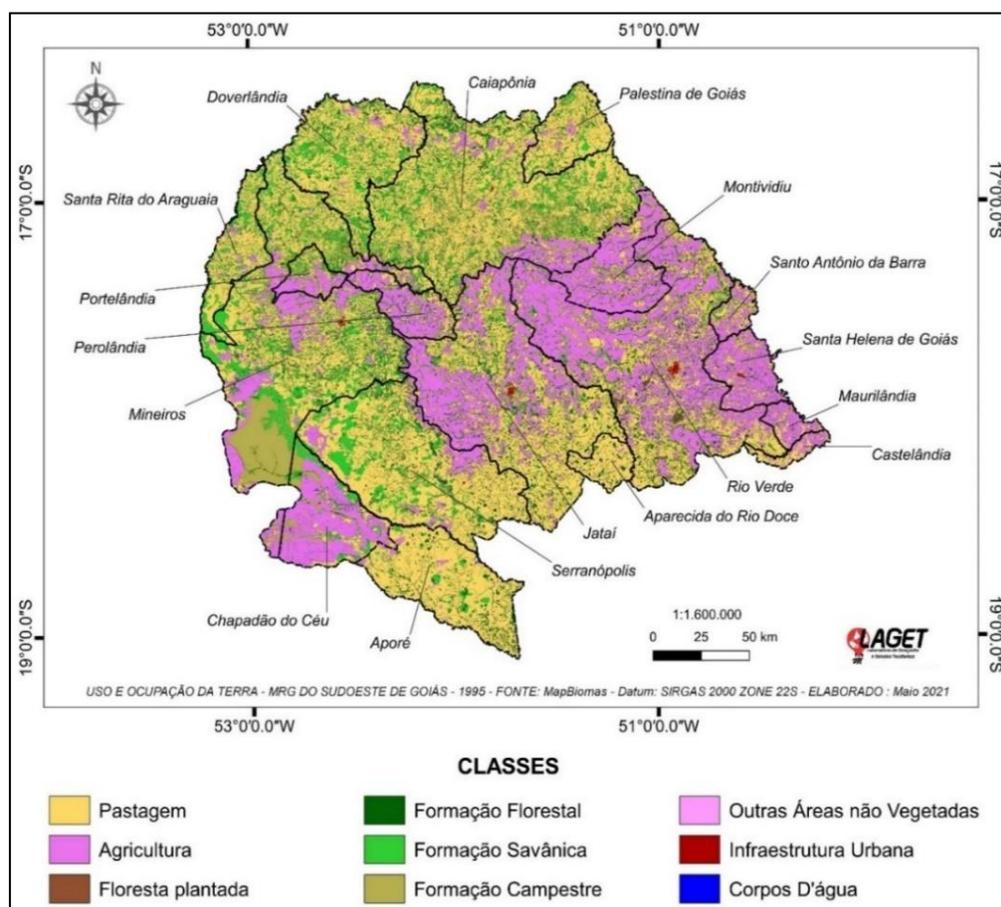 53°0'0.0"W
51°0'0.0"W
N
Doverlândia
Caiapônia
Palestina de Goiás
17°0'0.0"S
17°0'0.0"S
Santa Rita do Araguaia
Montividiu
Santo Antônio da Barra
Portelândia
Perolândia
Santa Helena de Goiás
Mineiros
Maurilândia
Castelândia
Rio Verde
Aparecida do Rio Doce
Jataí
Serranópolis
Chapadão do Céu
Aporé
1:1.600.000
0 25 50 km
19°0'0.0"S
19°0'0.0"S
LAGET
USO E OCUPAÇÃO DA TERRA - MRG DO SUDOESTE DE GOIÁS - 1995 - FONTE: MapBiomas - Datum: SIRGAS 2000 ZONE 22S - ELABORADO : Maio 2021
53°0'0.0"W
51°0'0.0"W
CLASSES
Pastagem
Formação Florestal
Outras Áreas não Vegetadas
Agricultura
Formação Savânica
Infraestrutura Urbana
Floresta plantada
Formação Campestre
Corpos D'água